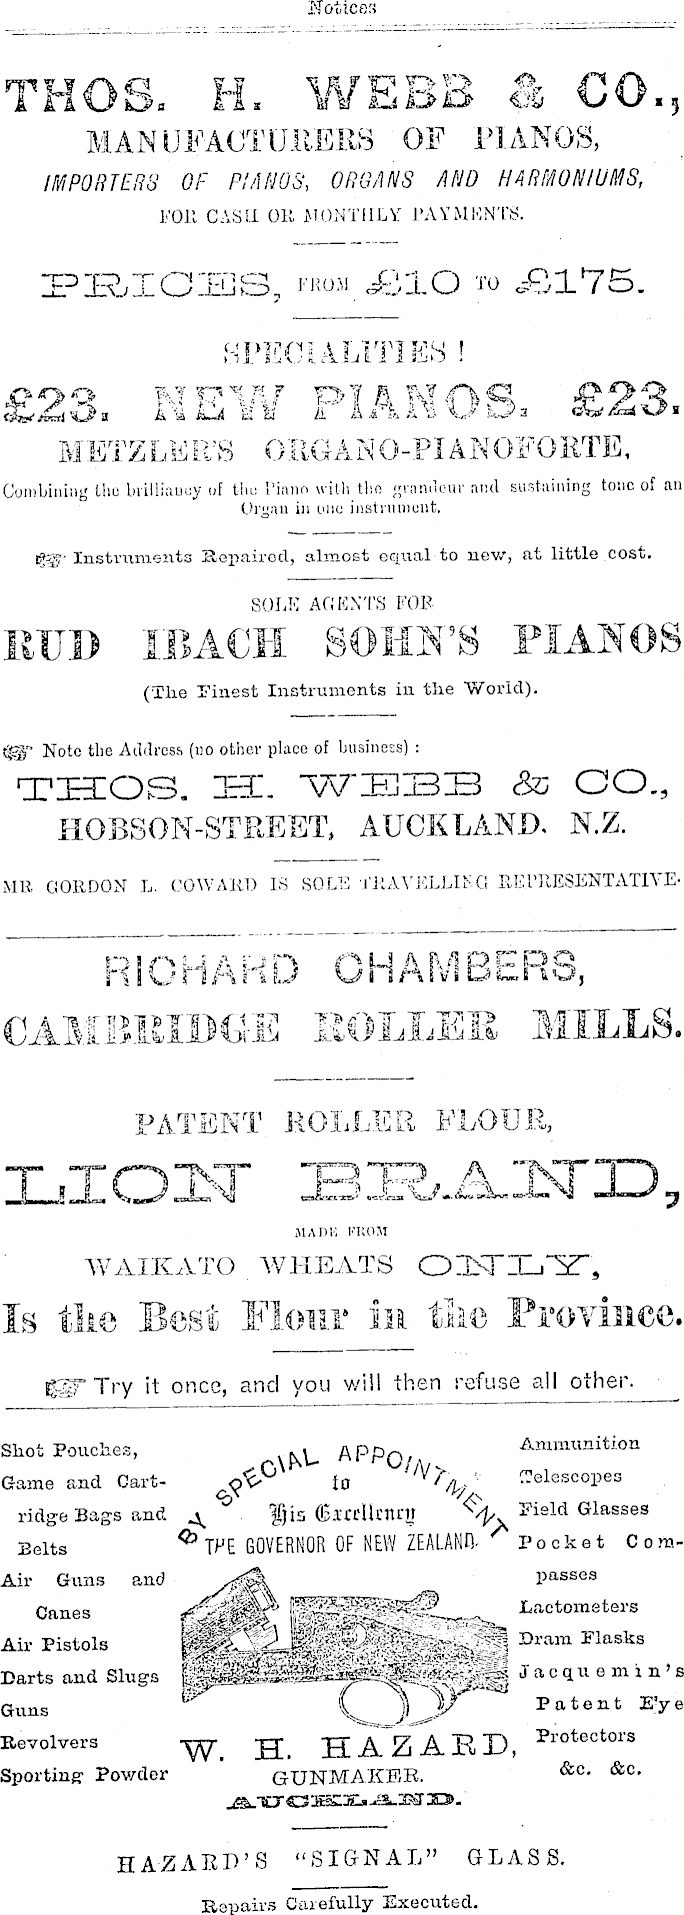 Notices
THOS. H. WEBB & CO.,
MANUFACTURERS OF PIANOS,
IMPORTERS OF PIANOS, ORGANS AND HARMONIUMS,
FOR CASH OR MONTHLY PAYMENTS.
PRICES, FROM £10 TO £175.
SPECIALITIES !
£23. NEW PIANOS. £23.
METZLER'S ORGANO-PIANOFORTE,
Combining the brilliancy of the Piano with the grandeur and sustaining tone of an
Organ in one instrument.
☞ Instruments Repaired, almost equal to new, at little cost.
SOLE AGENTS FOR
RUD IBACH SOHN'S PIANOS
(The Finest Instruments in the World).
☞ Note the Address (no other place of business) :
THOS. H. WEBB & CO.,
HOBSON-STREET, AUCKLAND. N.Z.
MR GORDON L. COWARD IS SOLE TRAVELLING REPRESENTATIVE.
RICHARD CHAMBERS,
CAMBRIDGE ROLLER MILLS.
PATENT ROLLER FLOUR,
LION BRAND,
MADE FROM
WAIKATO WHEATS ONLY,
Is the Best Flour in the Province.
☞ Try it once, and you will then refuse all other.
Shot Pouches,
Game and Cart-
ridge Bags and
Belts
Air Guns and
Canes
Air Pistols
Darts and Slugs
Guns
Revolvers
Sporting Powder
BY SPECIAL APPOINTMENT
to
His Excellency
THE GOVERNOR OF NEW ZEALAND.
W. H. HAZARD,
GUNMAKER.
AUCKLAND.
Ammunition
Telescopes
Field Glasses
Pocket Com-
passes
Lactometers
Dram Flasks
Jacquemin's
Patent Eye
Protectors
&c. &c.
HAZARD'S "SIGNAL" GLASS.
Repairs Carefully Executed.